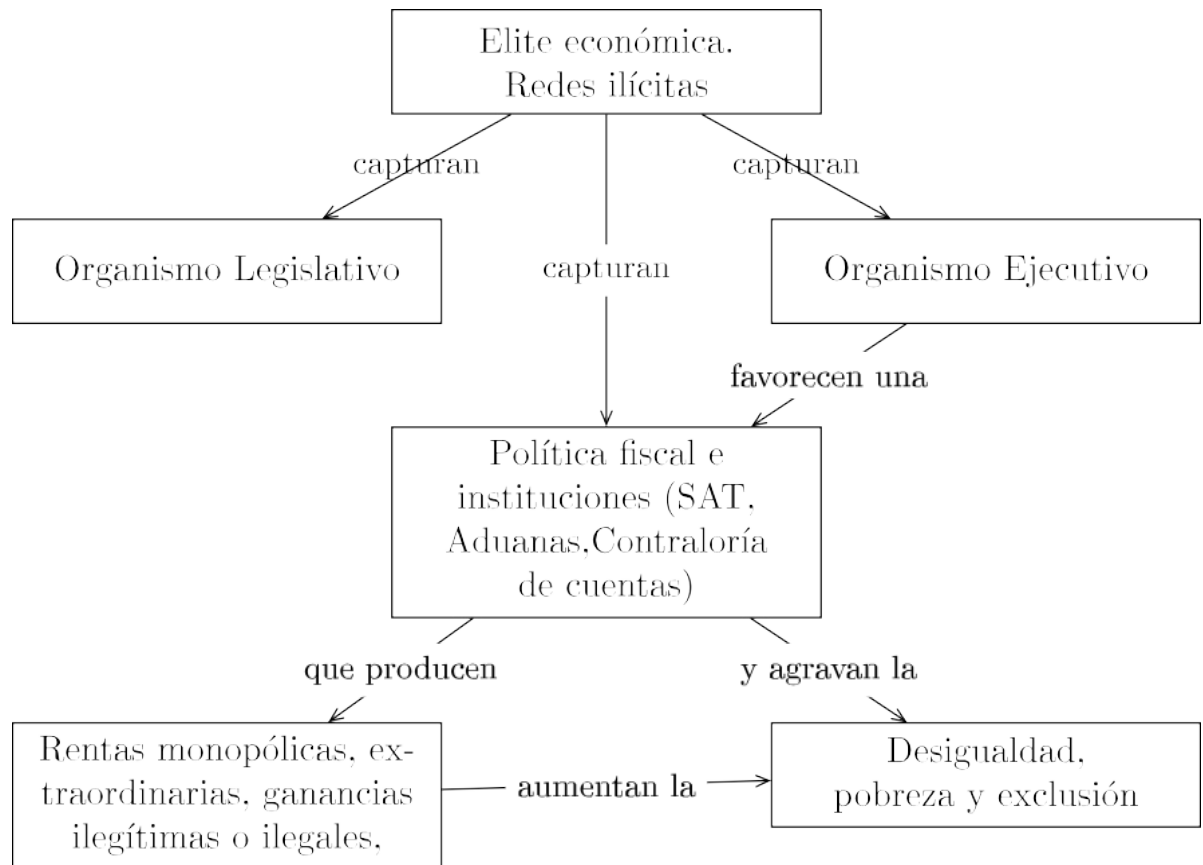 Elite económica.
Redes ilícitas
capturan
capturan
Organismo Legislativo
capturan
Organismo Ejecutivo
favorecen una
Política fiscal e
instituciones (SAT,
Aduanas,Contraloría
de cuentas)
que producen
y agravan la
Rentas monopólicas, ex-
traordinarias, ganancias
ilegítimas o ilegales,
aumentan la
Desigualdad,
pobreza y exclusión